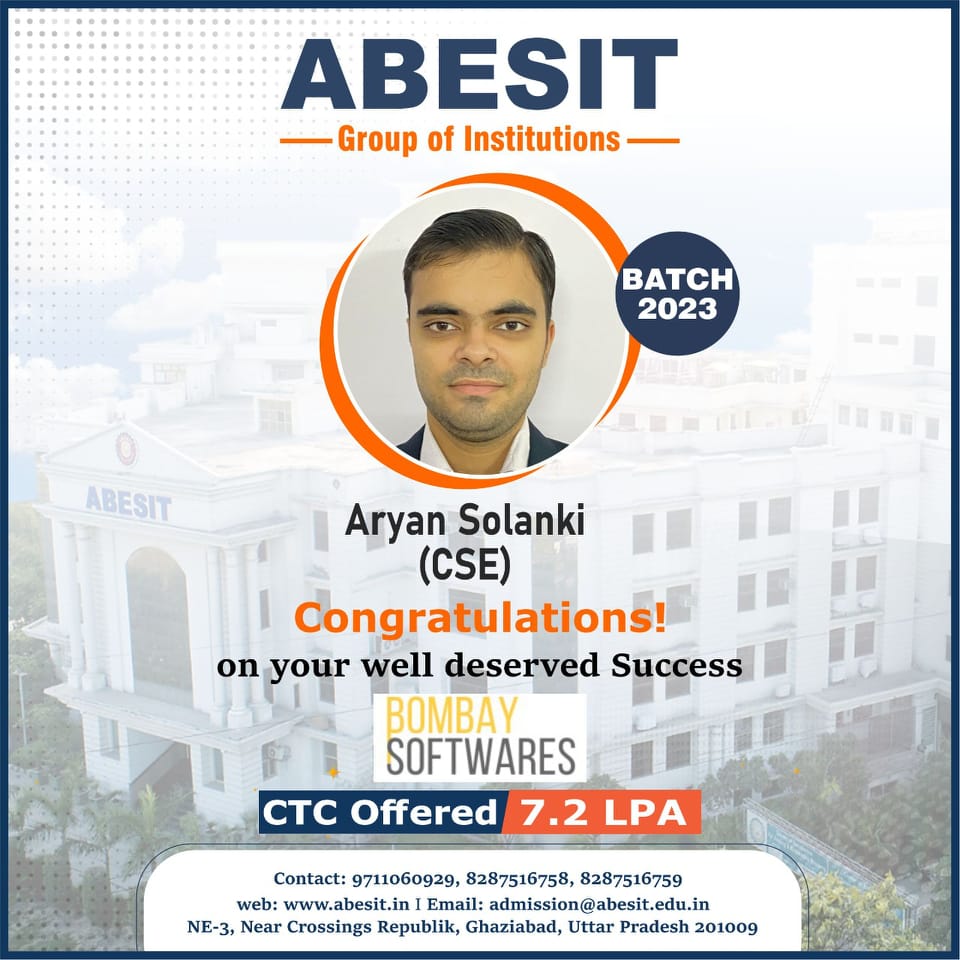 ABESIT
Group of Institutions
BATCH
2023
ABESIT
Aryan Solanki
(CSE)
Congratulations!
on your well deserved Success
BOMBAY
SOFTWARES
CTC Offered 7.2 LPA
Contact: 9711060929, 8287516758, 8287516759
web: www.abesit.in I Email: admission@abesit.edu.in
NE-3, Near Crossings Republik, Ghaziabad, Uttar Pradesh 201009